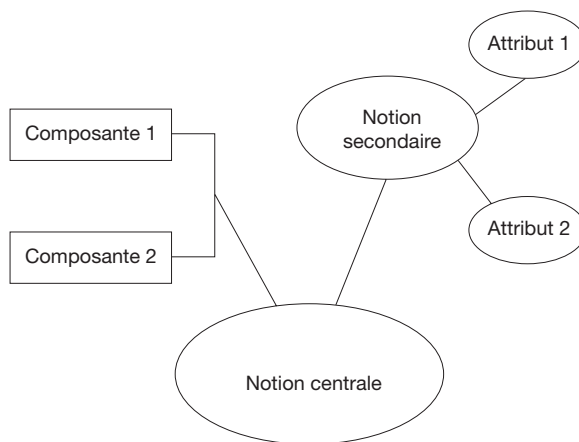 Attribut 1
Notion
secondaire
Composante 1
Attribut 2
Composante 2
Notion centrale